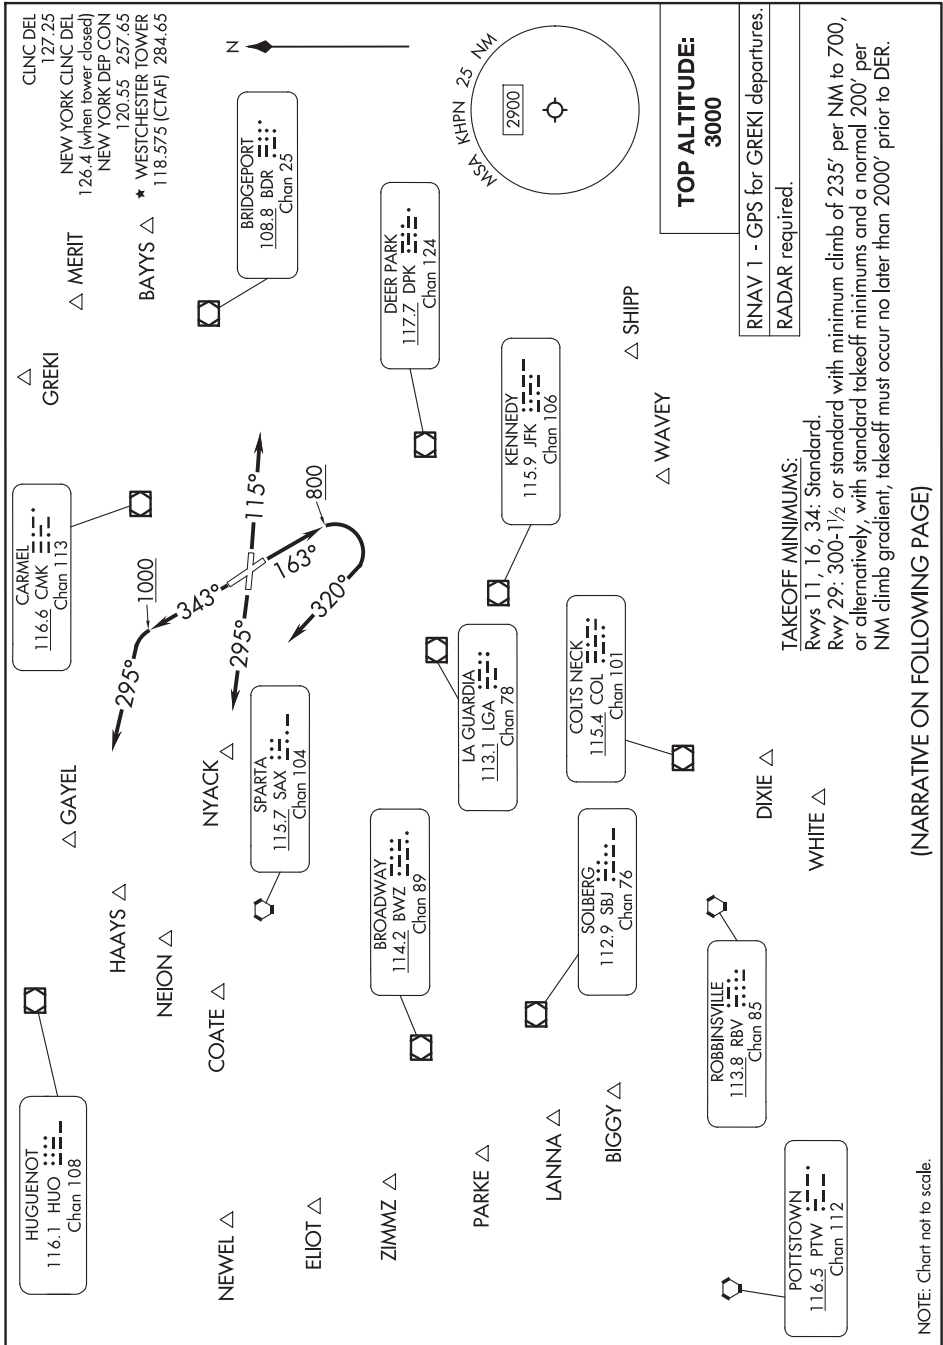 CLNC DEL
127.25
NEW YORK CLNC DEL
126.4 (when tower closed)
NEW YORK DEP CON
120.55 257.65
★ WESTCHESTER TOWER
118.575 (CTAF) 284.65
N
MSA KHPN 25 NM
2900
TOP ALTITUDE:
3000
RNAV 1 - GPS for GREKI departures.
RADAR required.
HUGUENOT
116.1 HUO
Chan 108
CARMEL
116.6 CMK
Chan 113
GREKI
MERIT
BAYYS
BRIDGEPORT
108.8 BDR
Chan 25
GAYEL
HAAYS
NEION
COATE
NYACK
295°
1000
343°
295°
115°
163°
800
320°
SPARTA
115.7 SAX
Chan 104
DEER PARK
117.7 DPK
Chan 124
NEWEL
ELIOT
ZIMMZ
PARKE
LANNA
BIGGY
BROADWAY
114.2 BWZ
Chan 89
LA GUARDIA
113.1 LGA
Chan 78
KENNEDY
115.9 JFK
Chan 106
SOLBERG
112.9 SBJ
Chan 76
COLTS NECK
115.4 COL
Chan 101
SHIPP
WAVEY
ROBBINSVILLE
113.8 RBV
Chan 85
DIXIE
WHITE
POTTSTOWN
116.5 PTW
Chan 112
TAKEOFF MINIMUMS:
Rwys 11, 16, 34: Standard.
Rwy 29: 300-1½ or standard with minimum climb of 235' per NM to 700,
or alternatively, with standard takeoff minimums and a normal 200' per
NM climb gradient, takeoff must occur no later than 2000' prior to DER.
(NARRATIVE ON FOLLOWING PAGE)
NOTE: Chart not to scale.